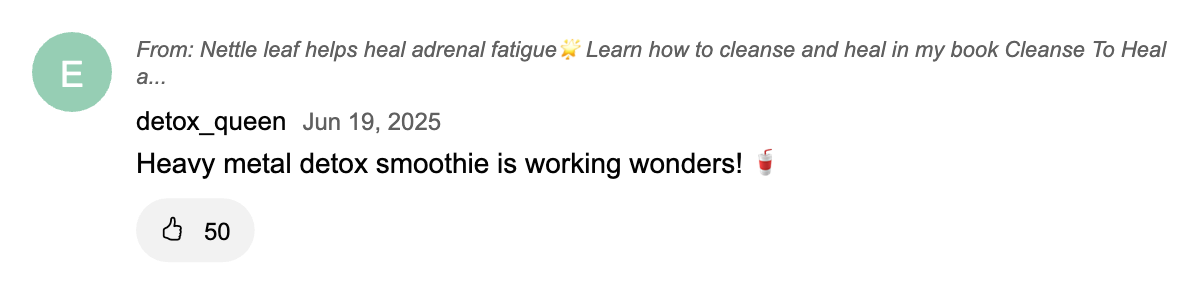 E
From: Nettle leaf helps heal adrenal fatigue🌟 Learn how to cleanse and heal in my book Cleanse To Heal
a...
detox_queen Jun 19, 2025
Heavy metal detox smoothie is working wonders! 🥤
50